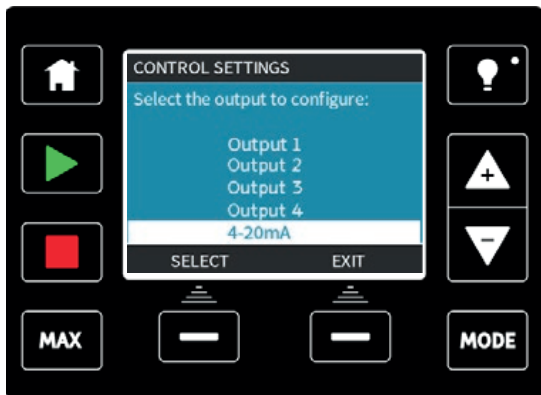 CONTROL SETTINGS
Select the output to configure:
Output 1
Output 2
Output 3
Output 4
4-20mA
SELECT EXIT
+
-
MAX
MODE